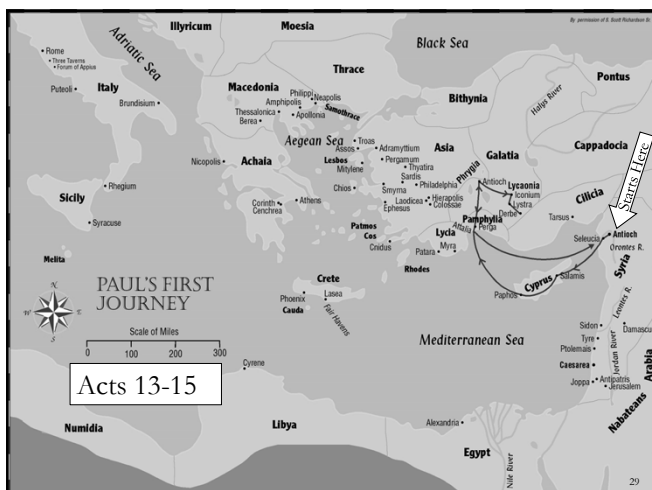 By permission of S. Scott Richardson Sr.
Illyricum
Moesia
Black Sea
Adriatic Sea
Rome
Three Taverns
Forum of Appius
Italy
Puteoli
Brundisium
Thrace
Macedonia
Philippi
Neapolis
Amphipolis
Thessalonica
Apollonia
Berea
Samothrace
Bithynia
Pontus
Halys River
Aegean Sea
Troas
Assos
Adramyttium
Asia
Galatia
Cappadocia
Nicopolis
Achaia
Lesbos
Mitylene
Pergamum
Thyatira
Sardis
Phrygia
Antioch
Lycaonia
Iconium
Chios
Smyrna
Philadelphia
Lystra
Derbe
Cilicia
Starts Here
Sicily
Rhegium
Corinth
Cenchrea
Athens
Ephesus
Laodicea
Hierapolis
Colossae
Pamphylia
Attalia
Perga
Tarsus
Syracuse
Patmos
Cos
Cnidus
Lycia
Myra
Patara
Seleucia
Antioch
Orontes R.
Melita
Rhodes
Syria
Cyprus
Salamis
Paphos
Leontes R.
N
W
E
S
PAUL'S FIRST
JOURNEY
Crete
Phoenix
Lasea
Cauda
Fair Havens
Scale of Miles
0 100 200 300
Mediterranean Sea
Sidon
Damascus
Tyre
Ptolemais
Jordan River
Caesarea
Arabia
Joppa
Antipatris
Jerusalem
Nabateans
Acts 13-15
Cyrene
Numidia
Libya
Alexandria
Egypt
Nile River
29